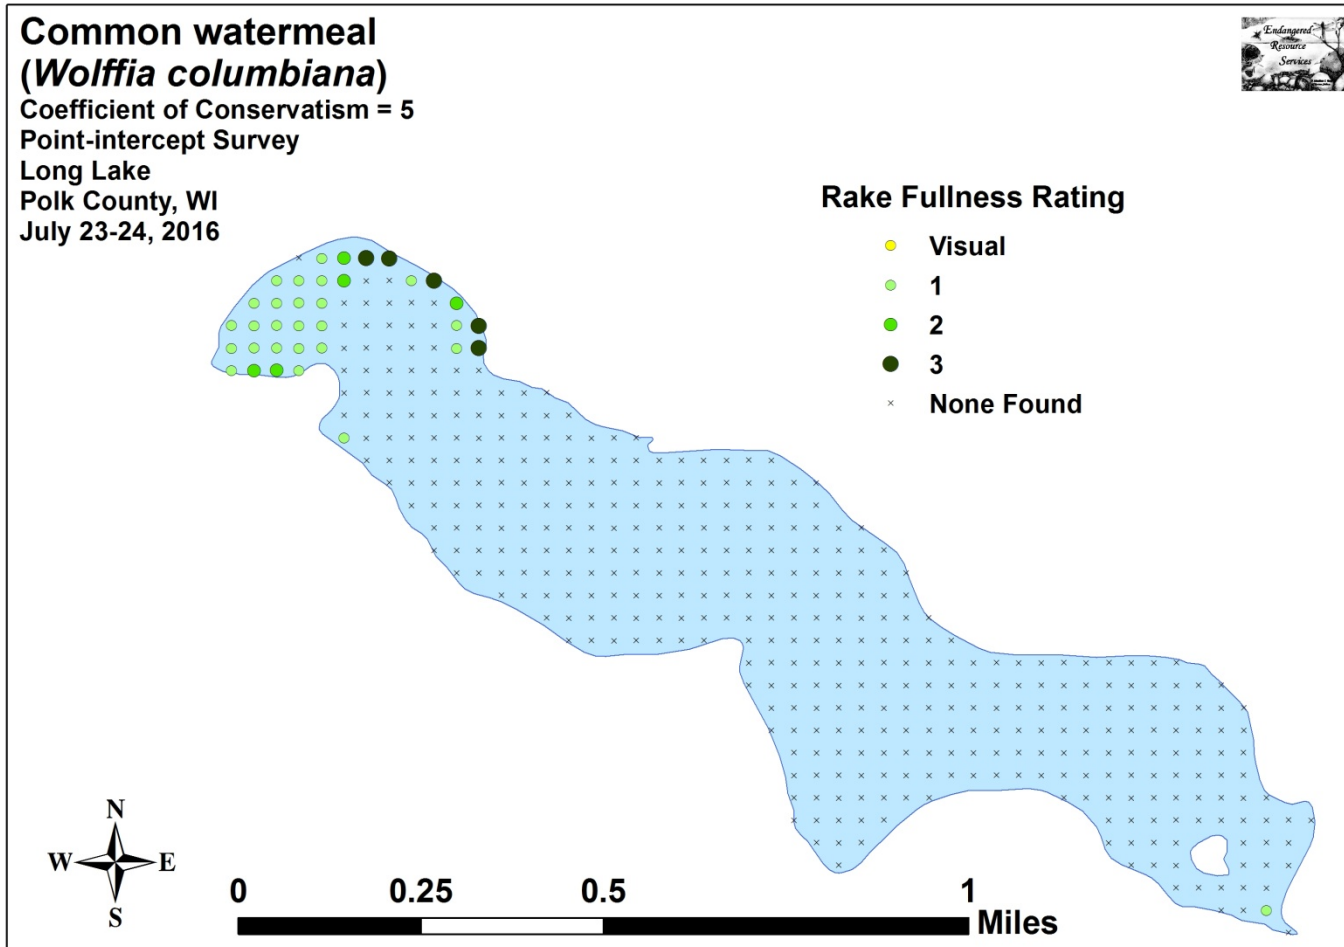 Common watermeal
(Wolffia columbiana)
Coefficient of Conservatism = 5
Point-intercept Survey
Long Lake
Polk County, WI
July 23-24, 2016
Endangered
Resource
Services
Rake Fullness Rating
Visual
1
2
3
None Found
N
W E
S
0 0.25 0.5 1
Miles